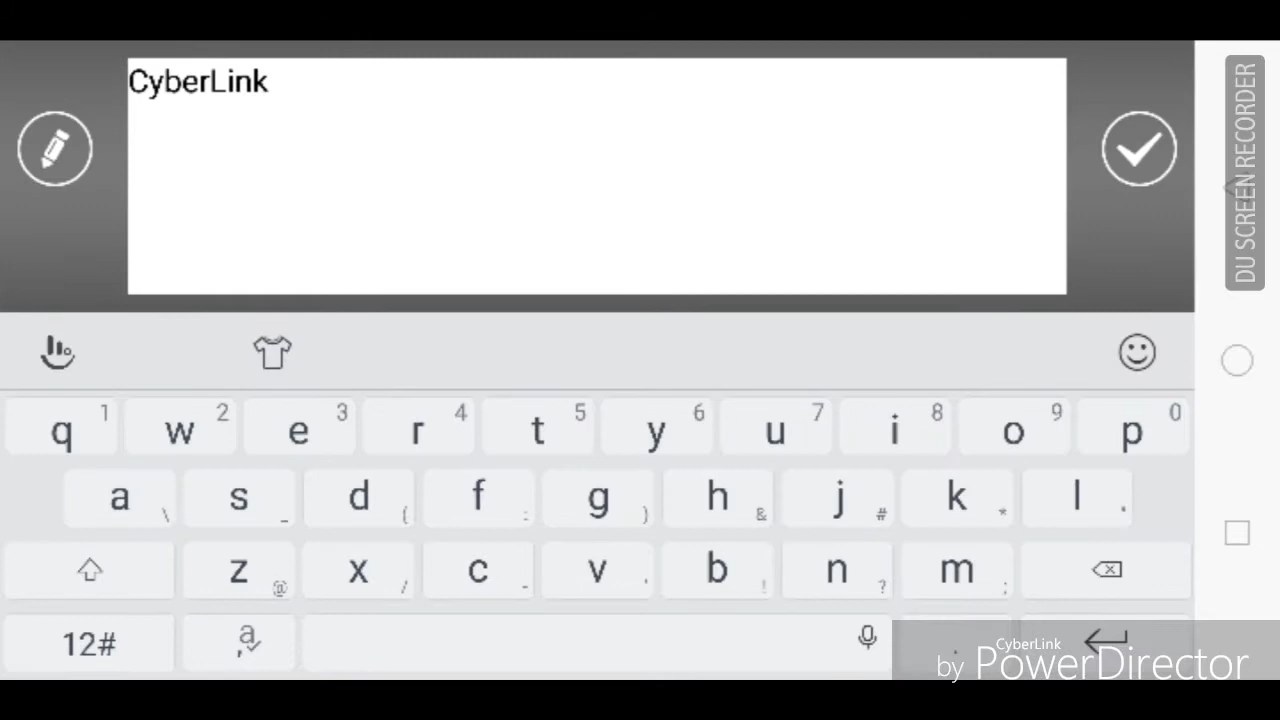 CyberLink
DU SCREEN RECORDER
q 1 w 2 e 3 r 4 t 5 y 6 u 7 i 8 o 9 p 0
a \ s _ d ( f : g ) h & j # k * l
z @ x / c - v ' b ! n ? m ;
12# a ,
.
CyberLink
by PowerDirector